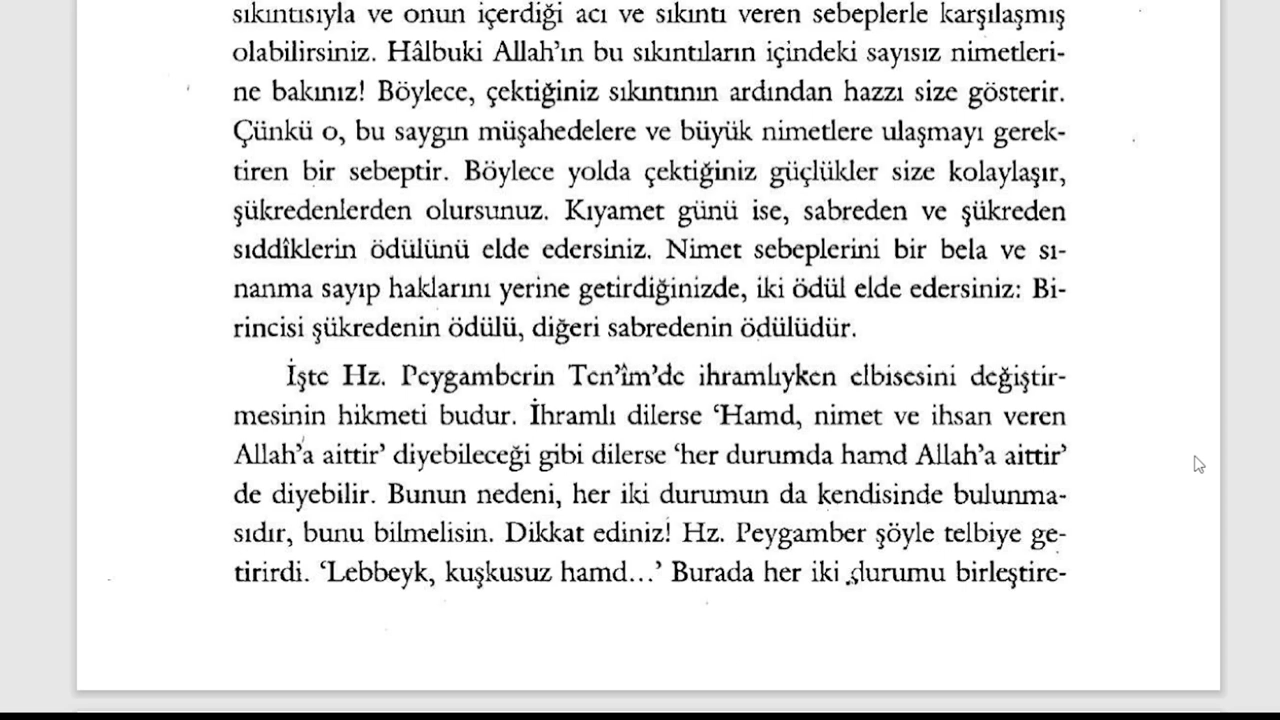 sıkıntısıyla ve onun içerdiği acı ve sıkıntı veren sebeplerle karşılaşmış
olabilirsiniz. Hâlbuki Allah’ın bu sıkıntıların içindeki sayısız nimetleri-
ne bakınız! Böylece, çektiğiniz sıkıntının ardından hazzı size gösterir.
Çünkü o, bu saygın müşahedelere ve büyük nimetlere ulaşmayı gerek-
tiren bir sebeptir. Böylece yolda çektiğiniz güçlükler size kolaylaşır,
şükredenlerden olursunuz. Kıyamet günü ise, sabreden ve şükreden
sıddîklerin ödülünü elde edersiniz. Nimet sebeplerini bir bela ve sı-
nanma sayıp haklarını yerine getirdiğinizde, iki ödül elde edersiniz: Bi-
rincisi şükredenin ödülü, diğeri sabredenin ödülüdür.
İşte Hz. Peygamberin Ten’îm’de ihramlıyken elbisesini değiştir-
mesinin hikmeti budur. İhramlı dilerse ‘Hamd, nimet ve ihsan veren
Allah’a aittir’ diyebileceği gibi dilerse ‘her durumda hamd Allah’a aittir’
de diyebilir. Bunun nedeni, her iki durumun da kendisinde bulunma-
sıdır, bunu bilmelisin. Dikkat ediniz! Hz. Peygamber şöyle telbiye ge-
tirirdi. ‘Lebbeyk, kuşkusuz hamd...’ Burada her iki durumu birleştire-